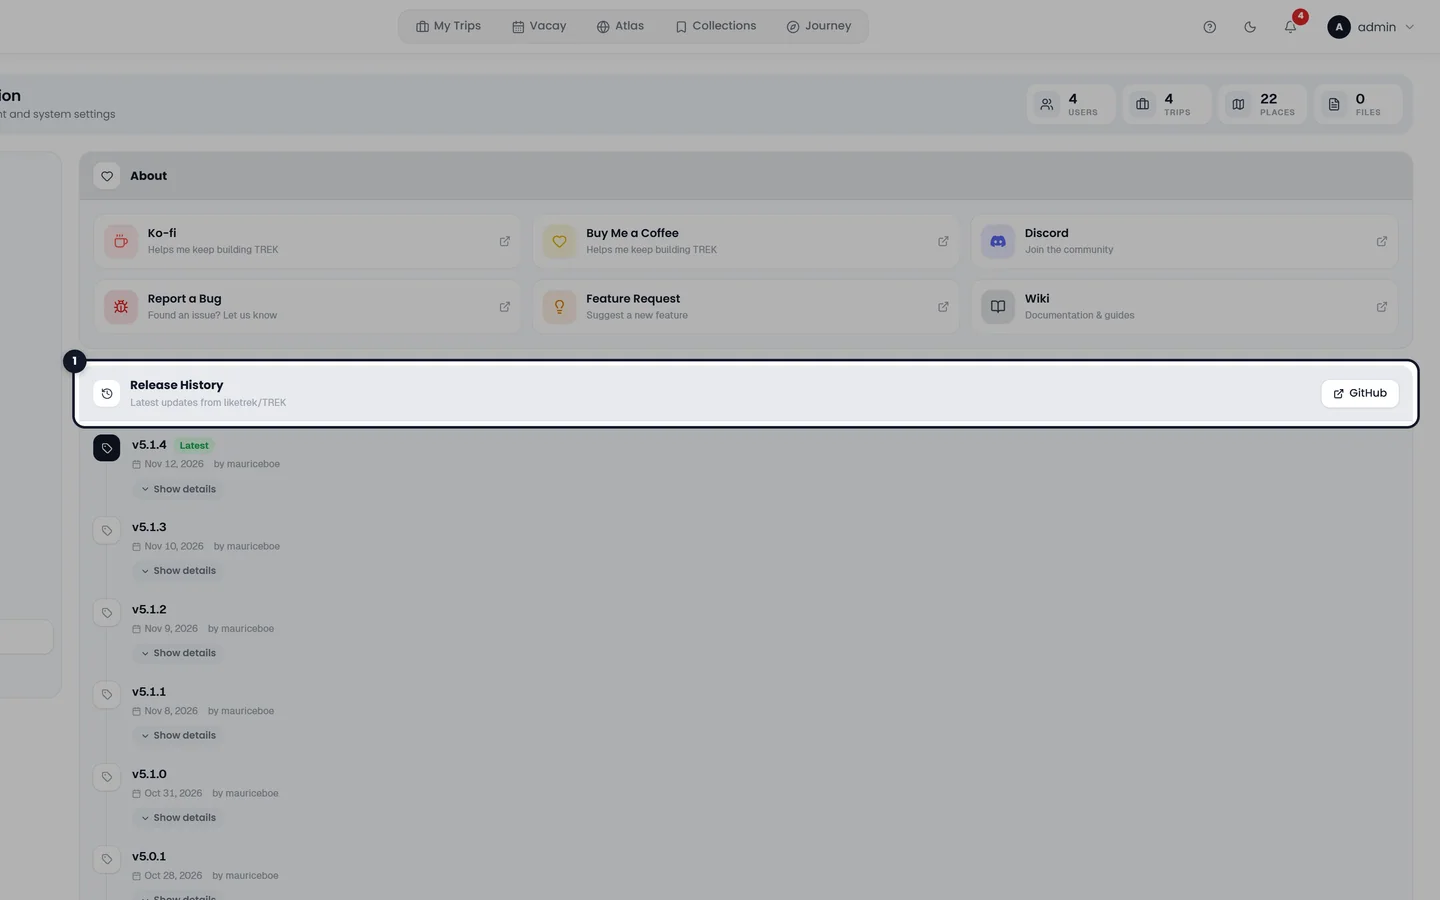 My Trips
Vacay
Atlas
Collections
Journey
4
A
admin
ion
nt and system settings
4
USERS
4
TRIPS
22
PLACES
0
FILES
About
Ko-fi
Helps me keep building TREK
Buy Me a Coffee
Helps me keep building TREK
Discord
Join the community
Report a Bug
Found an issue? Let us know
Feature Request
Suggest a new feature
Wiki
Documentation & guides
1
Release History
Latest updates from liketrek/TREK
GitHub
v5.1.4 Latest
Nov 12, 2026 by mauriceboe
Show details
v5.1.3
Nov 10, 2026 by mauriceboe
Show details
v5.1.2
Nov 9, 2026 by mauriceboe
Show details
v5.1.1
Nov 8, 2026 by mauriceboe
Show details
v5.1.0
Oct 31, 2026 by mauriceboe
Show details
v5.0.1
Oct 28, 2026 by mauriceboe
Show details